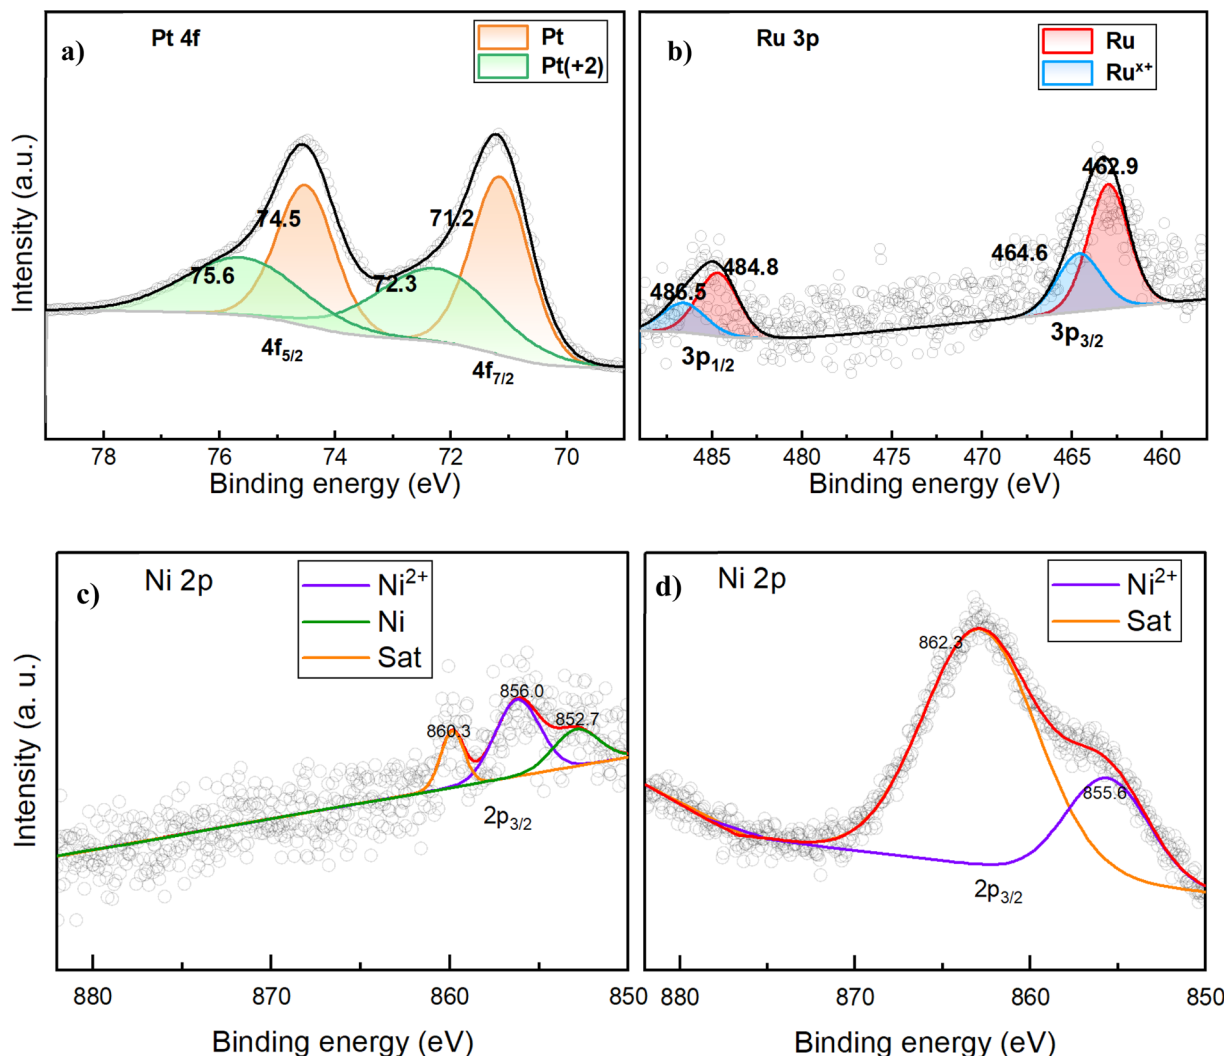 a)
Pt 4f
Pt
Pt(+2)
74.5
71.2
75.6
72.3
4f5/2
4f7/2
78
76
74
72
70
Binding energy (eV)
Intensity (a.u.)
b)
Ru 3p
Ru
Ruˣ⁺
462.9
464.6
484.8
486.5
3p1/2
3p3/2
485
480
475
470
465
460
Binding energy (eV)
c)
Ni 2p
Ni²⁺
Ni
Sat
856.0
852.7
860.3
2p3/2
880
870
860
850
Binding energy (eV)
Intensity (a. u.)
d)
Ni 2p
Ni²⁺
Sat
862.3
855.6
2p3/2
880
870
860
850
Binding energy (eV)